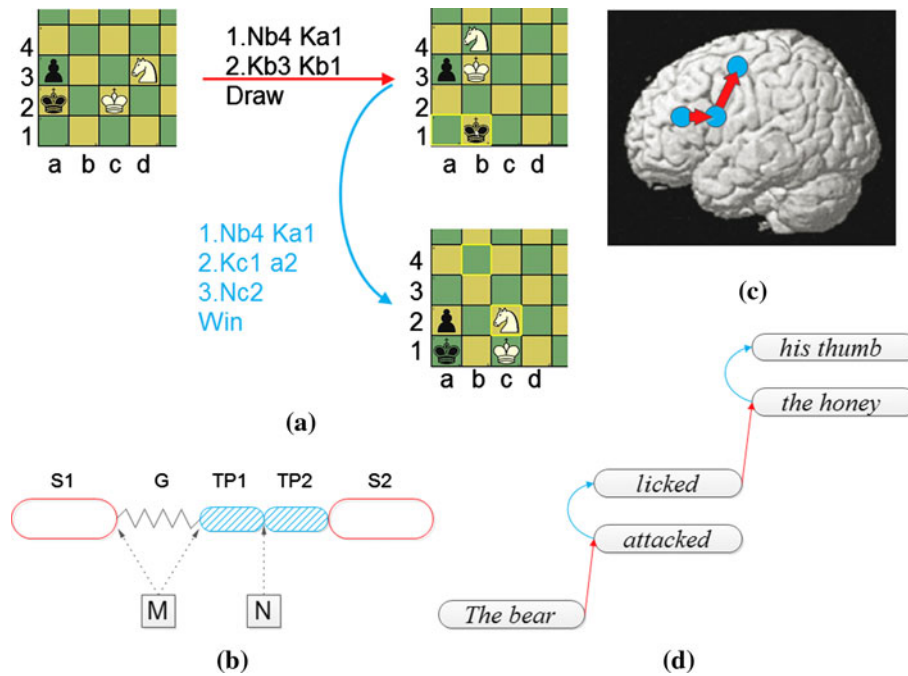 (a)
4
3
2
1
a b c d
1.Nb4 Ka1
2.Kb3 Kb1
Draw
4
3
2
1
a b c d
1.Nb4 Ka1
2.Kc1 a2
3.Nc2
Win
4
3
2
1
a b c d
(c)
(b)
S1 G TP1 TP2 S2
M N
his thumb
the honey
licked
attacked
The bear
(d)